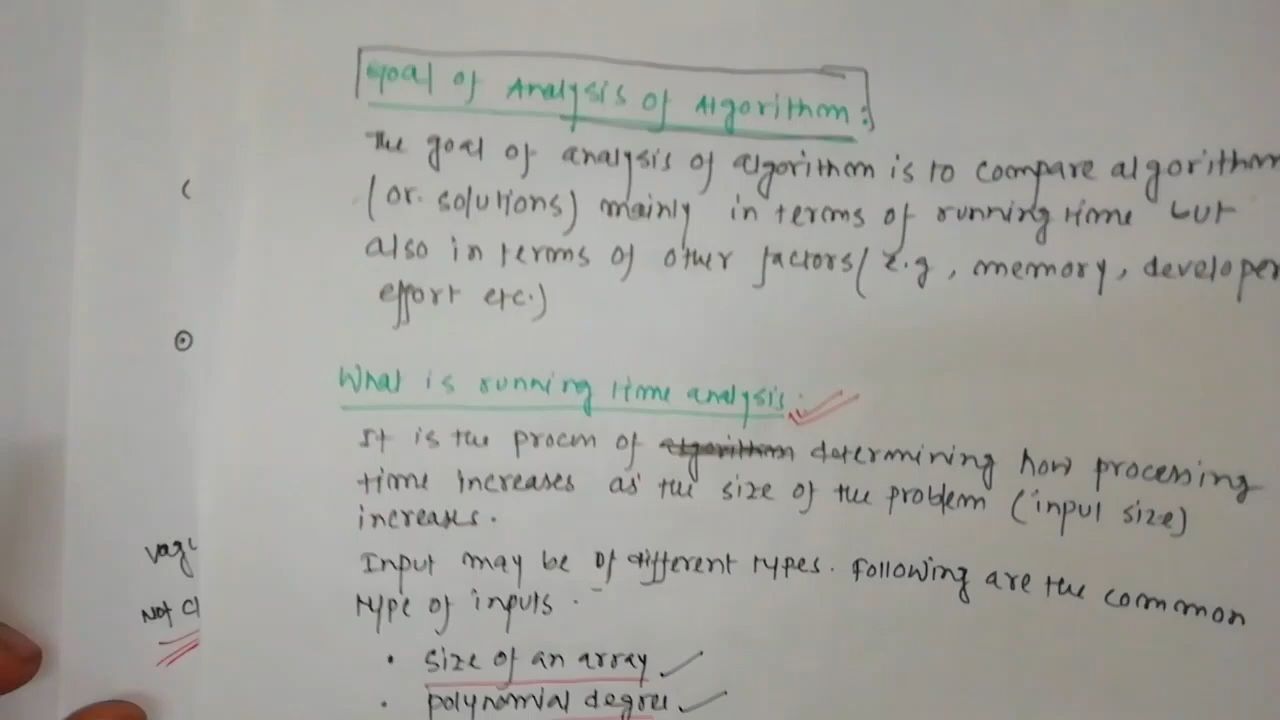 Goal of Analysis of Algorithm:
The goal of analysis of algorithm is to compare algorithm
(or. solutions) mainly in terms of running time but
also in terms of other factors( E.g, memory, developer
effort etc.)
What is running time analysis.
It is the process of algorithm determining how processing
time increases as the size of the problem (input size)
increases.
Input may be of different types. Following are the common
type of inputs.
vagu
Not cl
• size of an array
• polynomial degree